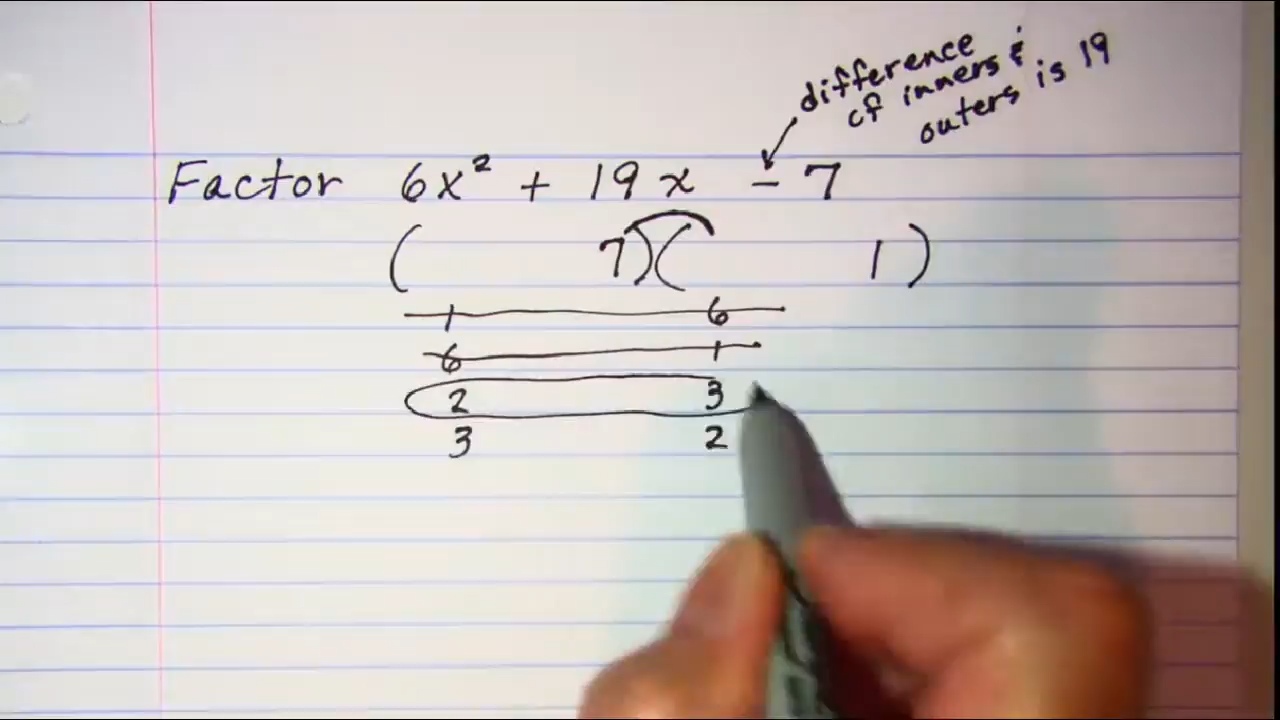 difference
of inners &
outers is 19
Factor 6x² + 19x - 7
( 7)( 1)
1 6
6 1
2 3
3 2